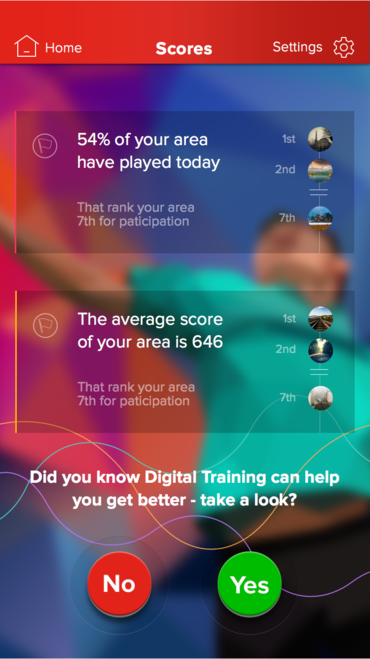 Home
Scores
Settings
54% of your area
have played today
1st
2nd
That rank your area
7th for paticipation
7th
The average score
of your area is 646
1st
2nd
That rank your area
7th for paticipation
7th
Did you know Digital Training can help
you get better - take a look?
No
Yes